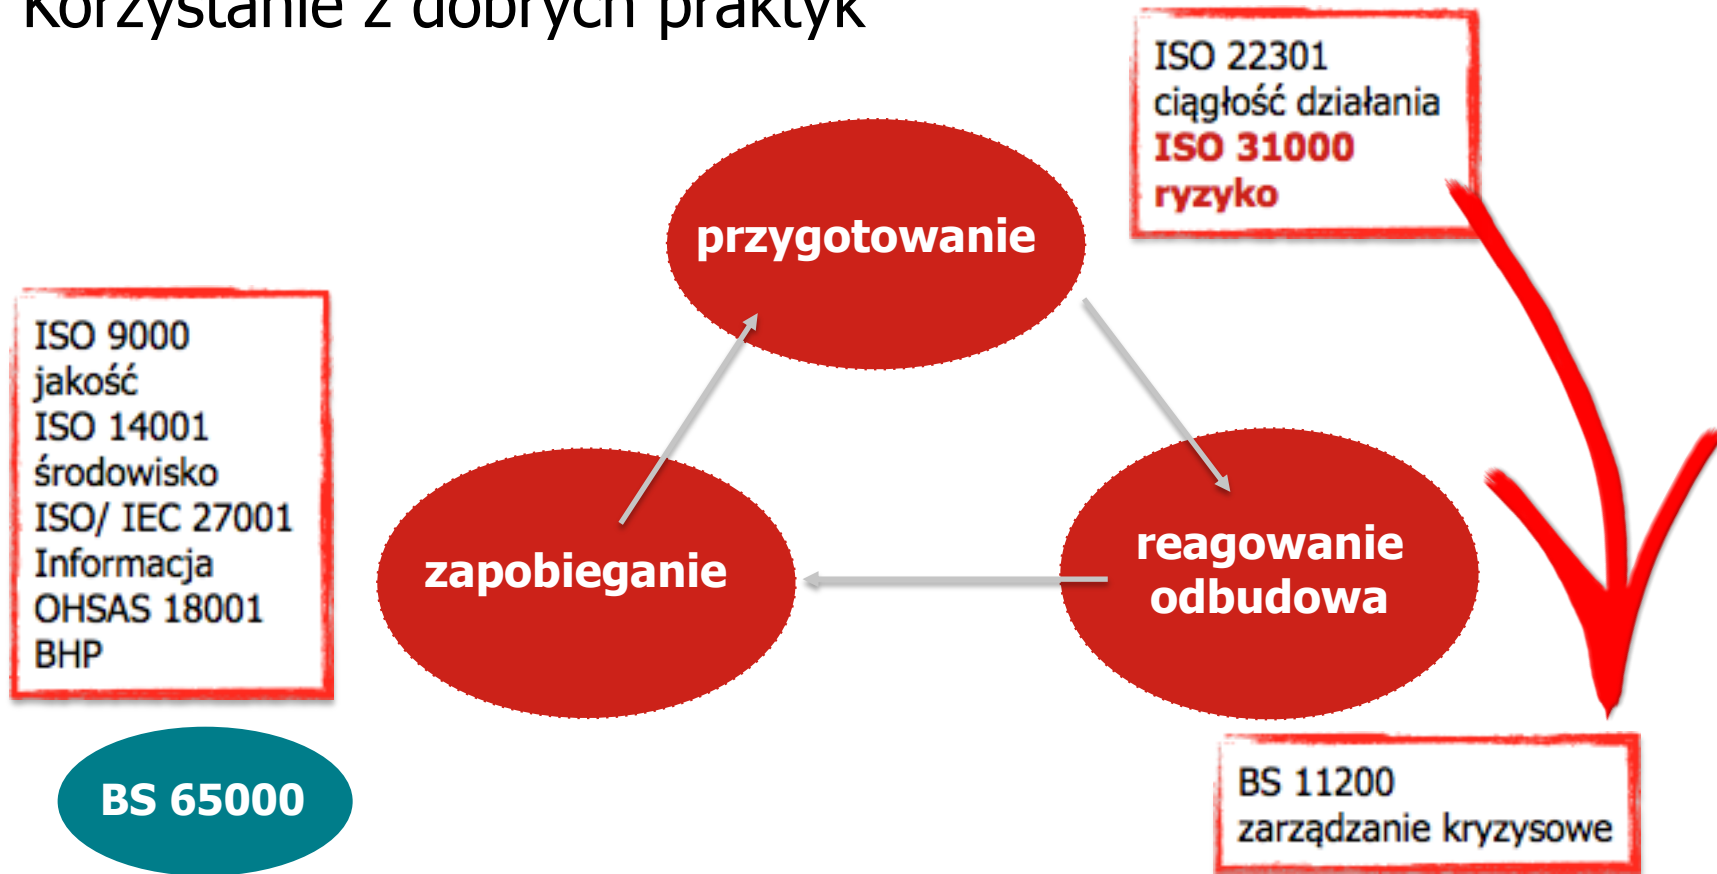 Korzystanie z dobrych praktyk
ISO 22301
ciągłość działania
ISO 31000
ryzyko
przygotowanie
ISO 9000
jakość
ISO 14001
środowisko
ISO/ IEC 27001
Informacja
OHSAS 18001
BHP
zapobieganie
reagowanie
odbudowa
BS 65000
BS 11200
zarządzanie kryzysowe